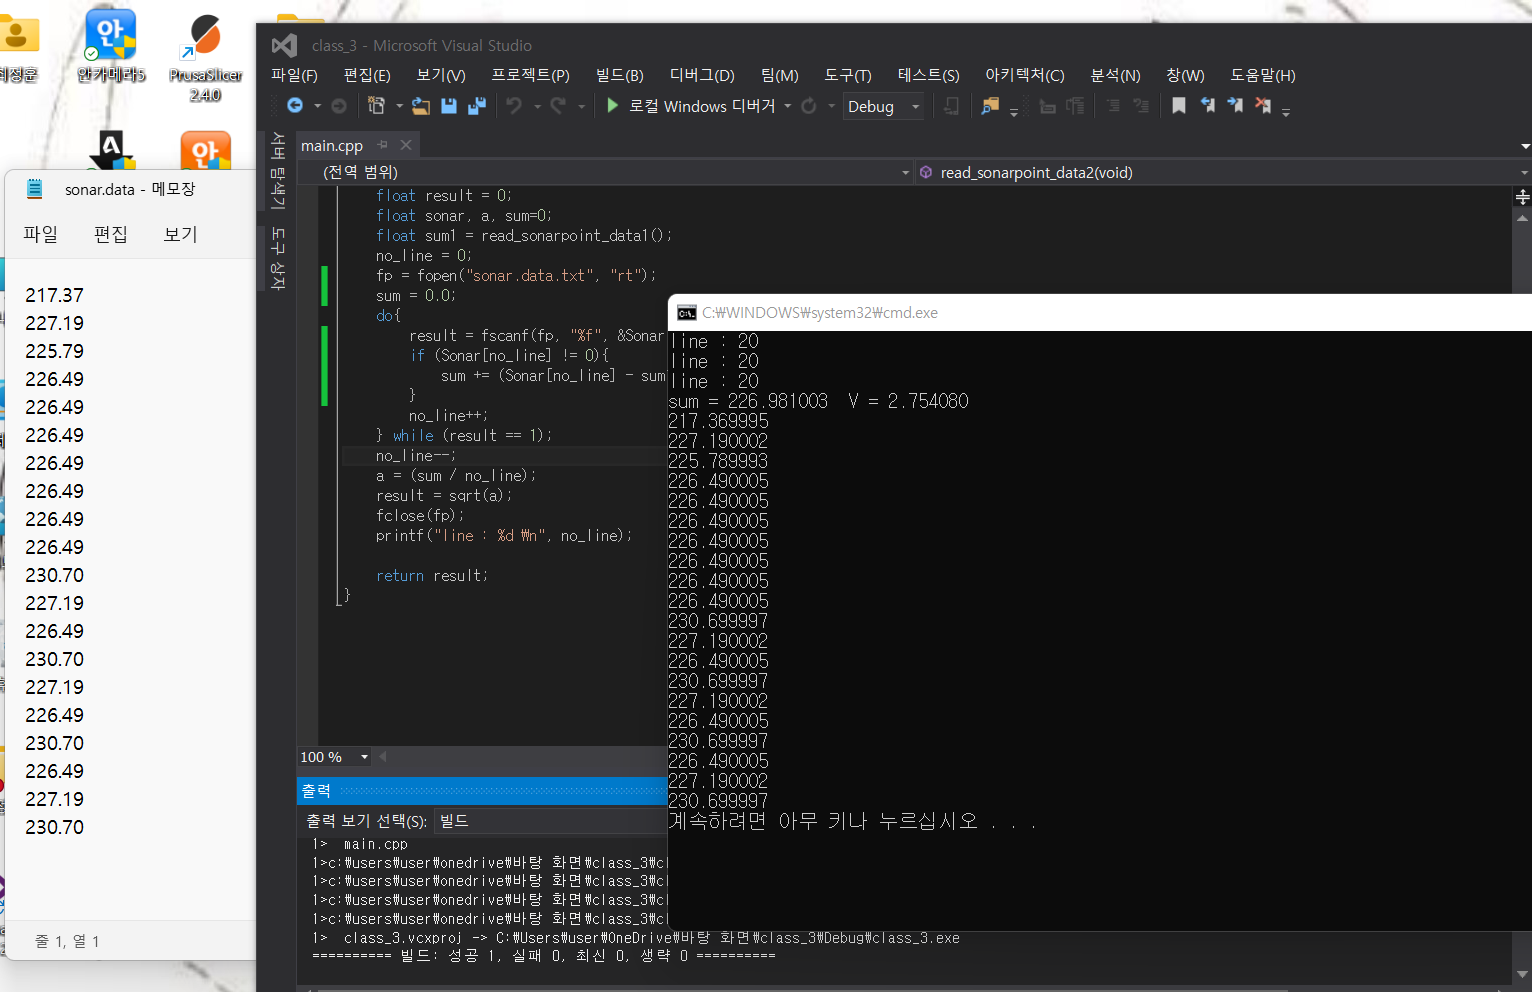 최정훈
안카메라5
PrusaSlicer
2.4.0
sonar.data - 메모장
파일 편집 보기
217.37
227.19
225.79
226.49
226.49
226.49
226.49
226.49
226.49
226.49
230.70
227.19
226.49
230.70
227.19
226.49
230.70
226.49
227.19
230.70
줄 1, 열 1
class_3 - Microsoft Visual Studio
파일(F) 편집(E) 보기(V) 프로젝트(P) 빌드(B) 디버그(D) 팀(M) 도구(T) 테스트(S) 아키텍처(C) 분석(N) 창(W) 도움말(H)
로컬 Windows 디버거 Debug
서버 탐색기
도구 상자
main.cpp
(전역 범위) read_sonarpoint_data2(void)
float result = 0;
float sonar, a, sum=0;
float sum1 = read_sonarpoint_data1();
no_line = 0;
fp = fopen("sonar.data.txt", "rt");
sum = 0.0;
do{
result = fscanf(fp, "%f", &Sonar
if (Sonar[no_line] != 0){
sum += (Sonar[no_line] - sum
}
no_line++;
} while (result == 1);
no_line--;
a = (sum / no_line);
result = sqrt(a);
fclose(fp);
printf("line : %d ₩n", no_line);
return result;
}
100 %
출력
출력 보기 선택(S): 빌드
1> main.cpp
1>c:₩users₩user₩onedrive₩바탕 화면₩class_3₩cl
1>c:₩users₩user₩onedrive₩바탕 화면₩class_3₩cl
1>c:₩users₩user₩onedrive₩바탕 화면₩class_3₩cl
1>c:₩users₩user₩onedrive₩바탕 화면₩class_3₩cl
1> class_3.vcxproj -> C:₩Users₩user₩OneDrive₩바탕 화면₩class_3₩Debug₩class_3.exe
========== 빌드: 성공 1, 실패 0, 최신 0, 생략 0 ==========
C:₩WINDOWS₩system32₩cmd.exe
line : 20
line : 20
line : 20
sum = 226.981003 V = 2.754080
217.369995
227.190002
225.789993
226.490005
226.490005
226.490005
226.490005
226.490005
226.490005
226.490005
230.699997
227.190002
226.490005
230.699997
227.190002
226.490005
230.699997
226.490005
227.190002
230.699997
계속하려면 아무 키나 누르십시오 . . .